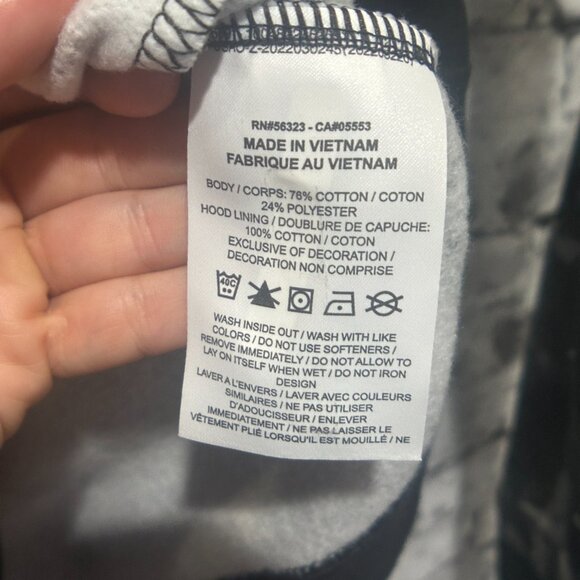 RN#56323 - CA#05553
MADE IN VIETNAM
FABRIQUE AU VIETNAM
BODY / CORPS: 76% COTTON / COTON
24% POLYESTER
HOOD LINING / DOUBLURE DE CAPUCHE:
100% COTTON / COTON
EXCLUSIVE OF DECORATION /
DECORATION NON COMPRISE
40C
WASH INSIDE OUT / WASH WITH LIKE
COLORS / DO NOT USE SOFTENERS /
REMOVE IMMEDIATELY / DO NOT ALLOW TO
LAY ON ITSELF WHEN WET / DO NOT IRON
DESIGN
LAVER A L'ENVERS / LAVER AVEC COULEURS
SIMILAIRES / NE PAS UTILISER
D'ADOUCISSEUR / ENLEVER
IMMÉDIATEMENT / NE PAS LAISSER LE
VÊTEMENT PLIÉ LORSQU'IL EST MOUILLÉ / NE